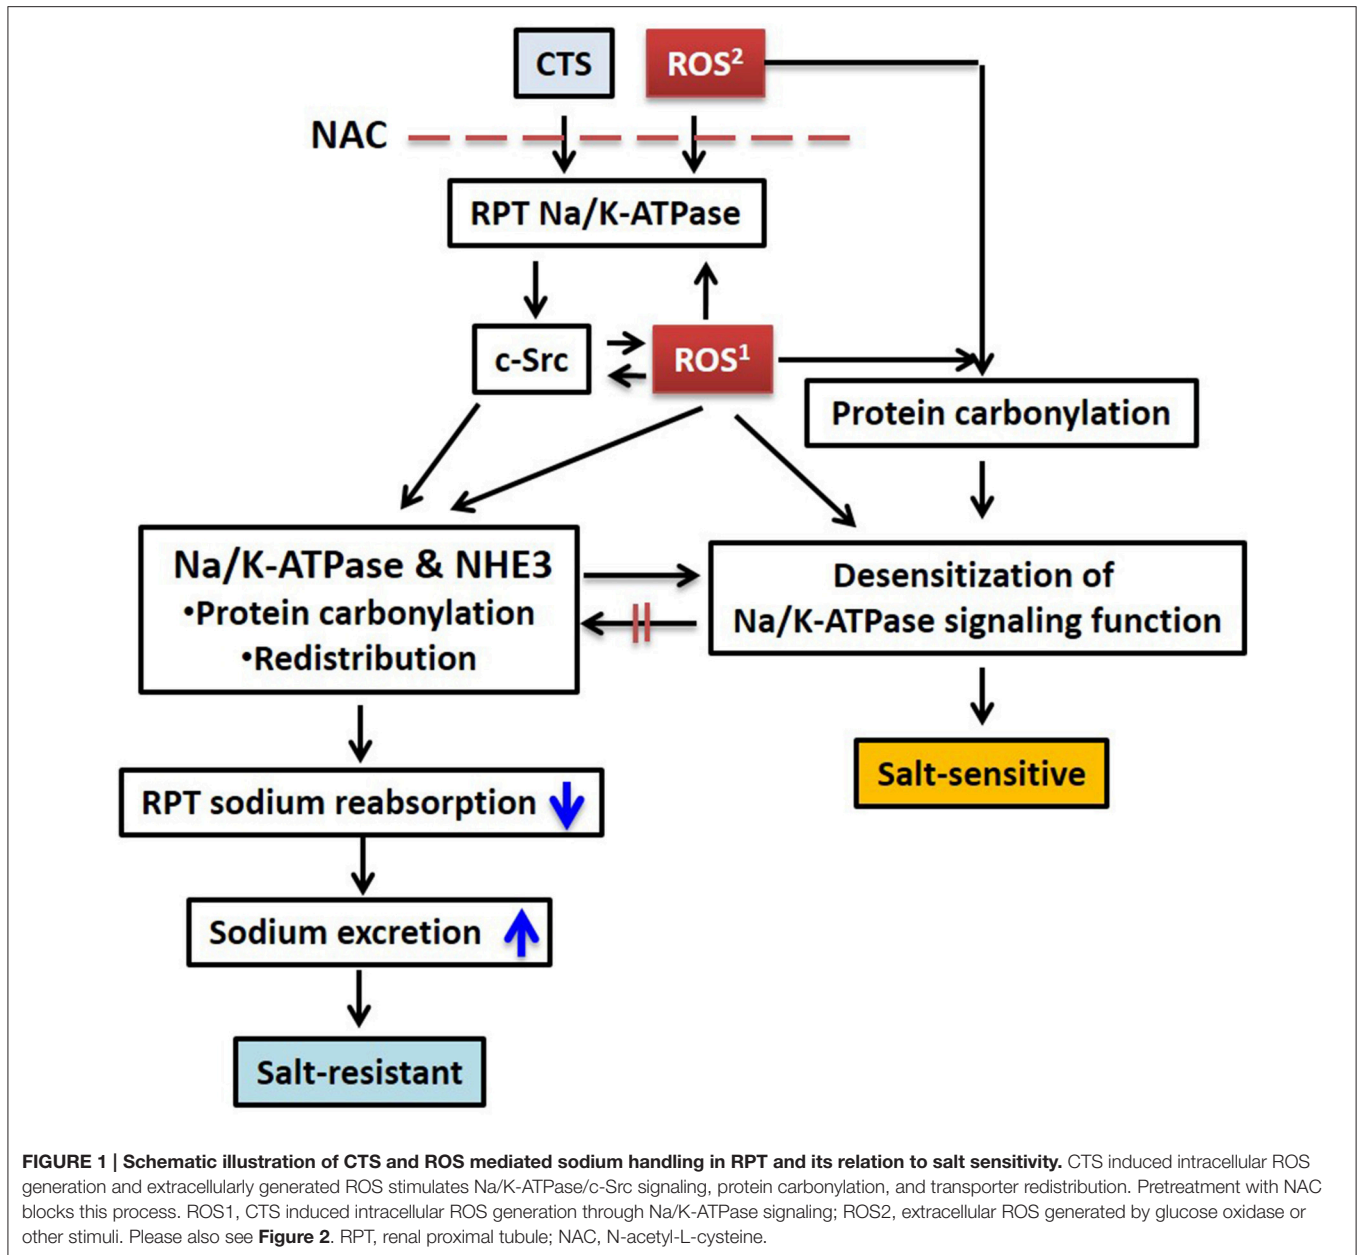 CTS
ROS²
NAC
RPT Na/K-ATPase
c-Src
ROS¹
Protein carbonylation
Na/K-ATPase & NHE3
•Protein carbonylation
•Redistribution
Desensitization of
Na/K-ATPase signaling function
RPT sodium reabsorption
Salt-sensitive
Sodium excretion
Salt-resistant
FIGURE 1 | Schematic illustration of CTS and ROS mediated sodium handling in RPT and its relation to salt sensitivity. CTS induced intracellular ROS
generation and extracellularly generated ROS stimulates Na/K-ATPase/c-Src signaling, protein carbonylation, and transporter redistribution. Pretreatment with NAC
blocks this process. ROS1, CTS induced intracellular ROS generation through Na/K-ATPase signaling; ROS2, extracellular ROS generated by glucose oxidase or
other stimuli. Please also see Figure 2. RPT, renal proximal tubule; NAC, N-acetyl-L-cysteine.